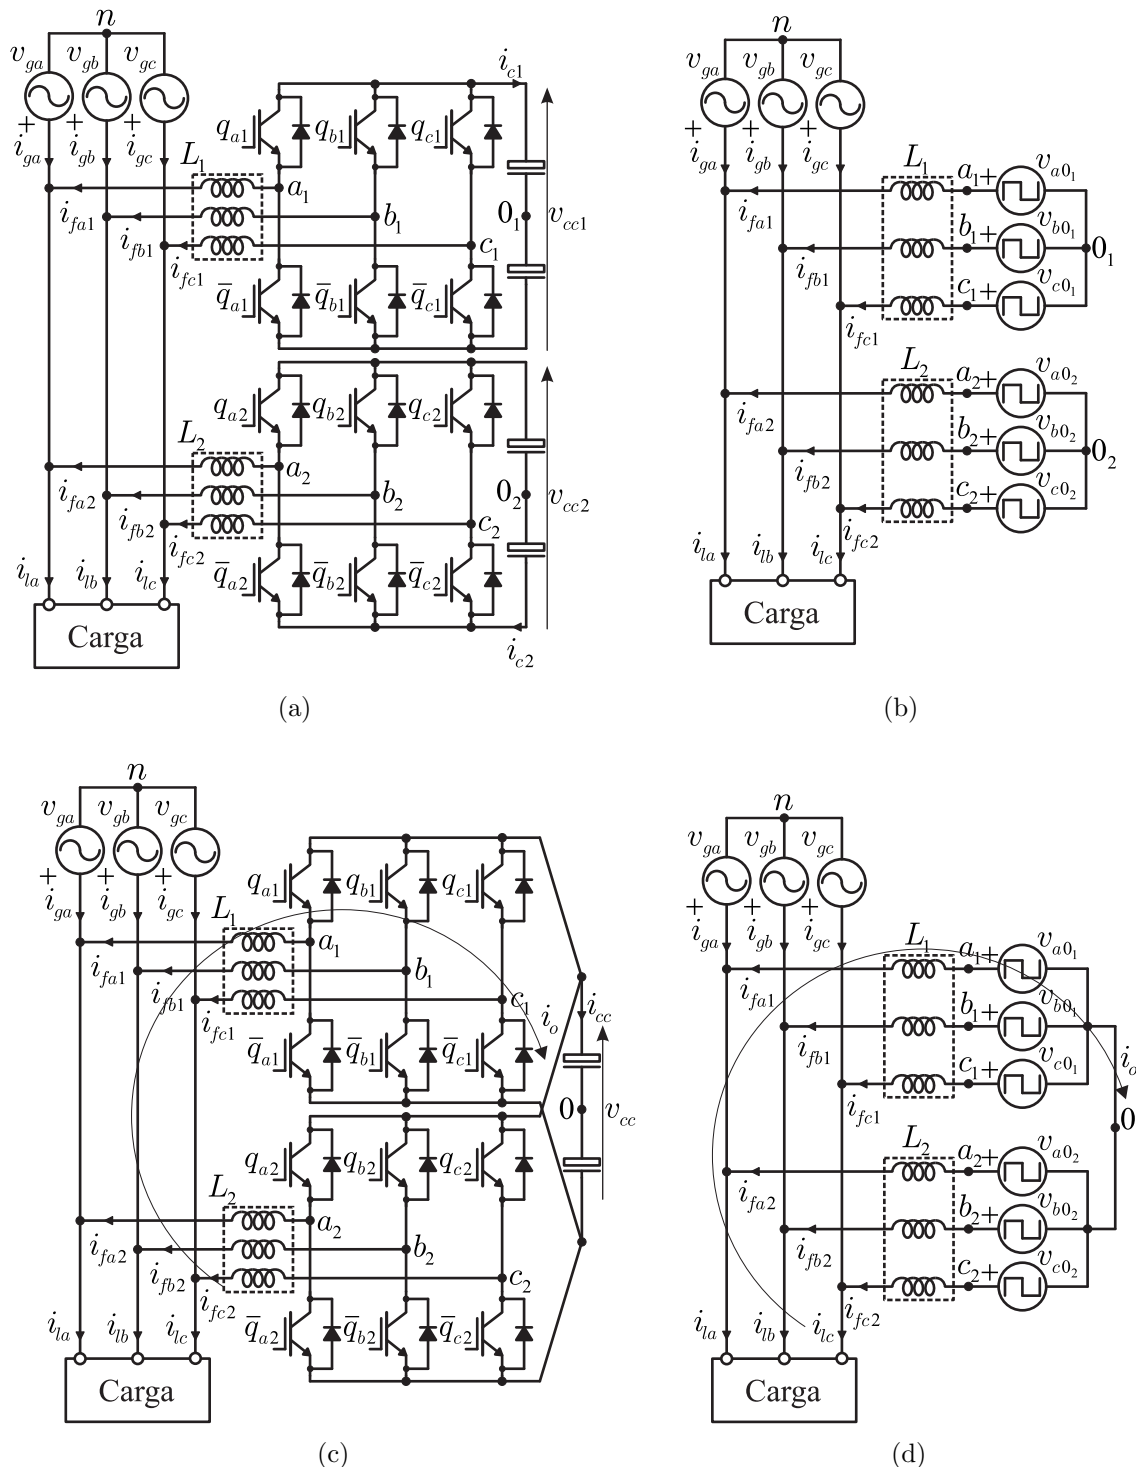 n
v_ga v_gb v_gc
+ + +
i_ga i_gb i_gc
L_1
q_a1 q_b1 q_c1
i_c1
a_1
b_1
c_1
0_1
v_cc1
i_fa1
i_fb1
i_fc1
q̅_a1 q̅_b1 q̅_c1
q_a2 q_b2 q_c2
L_2
a_2
b_2
c_2
0_2
v_cc2
i_fa2
i_fb2
i_fc2
q̅_a2 q̅_b2 q̅_c2
i_la i_lb i_lc
i_c2
Carga
(a)
n
v_ga v_gb v_gc
+ + +
i_ga i_gb i_gc
L_1
a_1+ v_a0_1
b_1+ v_b0_1
c_1+ v_c0_1
0_1
i_fa1
i_fb1
i_fc1
L_2
a_2+ v_a0_2
b_2+ v_b0_2
c_2+ v_c0_2
0_2
i_fa2
i_fb2
i_fc2
i_la i_lb i_lc
Carga
(b)
n
v_ga v_gb v_gc
+ + +
i_ga i_gb i_gc
L_1
q_a1 q_b1 q_c1
a_1
b_1
c_1
i_o
i_cc
0
v_cc
i_fa1
i_fb1
i_fc1
q̅_a1 q̅_b1 q̅_c1
q_a2 q_b2 q_c2
L_2
a_2
b_2
c_2
i_fa2
i_fb2
i_fc2
q̅_a2 q̅_b2 q̅_c2
i_la i_lb i_lc
Carga
(c)
n
v_ga v_gb v_gc
+ + +
i_ga i_gb i_gc
L_1
a_1+ v_a0_1
b_1+ v_b0_1
c_1+ v_c0_1
i_o
0
i_fa1
i_fb1
i_fc1
L_2
a_2+ v_a0_2
b_2+ v_b0_2
c_2+ v_c0_2
i_fa2
i_fb2
i_fc2
i_la i_lb i_lc
Carga
(d)